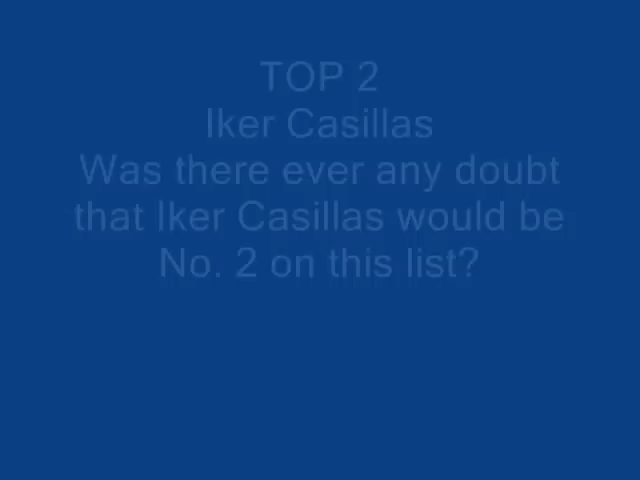 TOP 2
Iker Casillas
Was there ever any doubt
that Iker Casillas would be
No. 2 on this list?